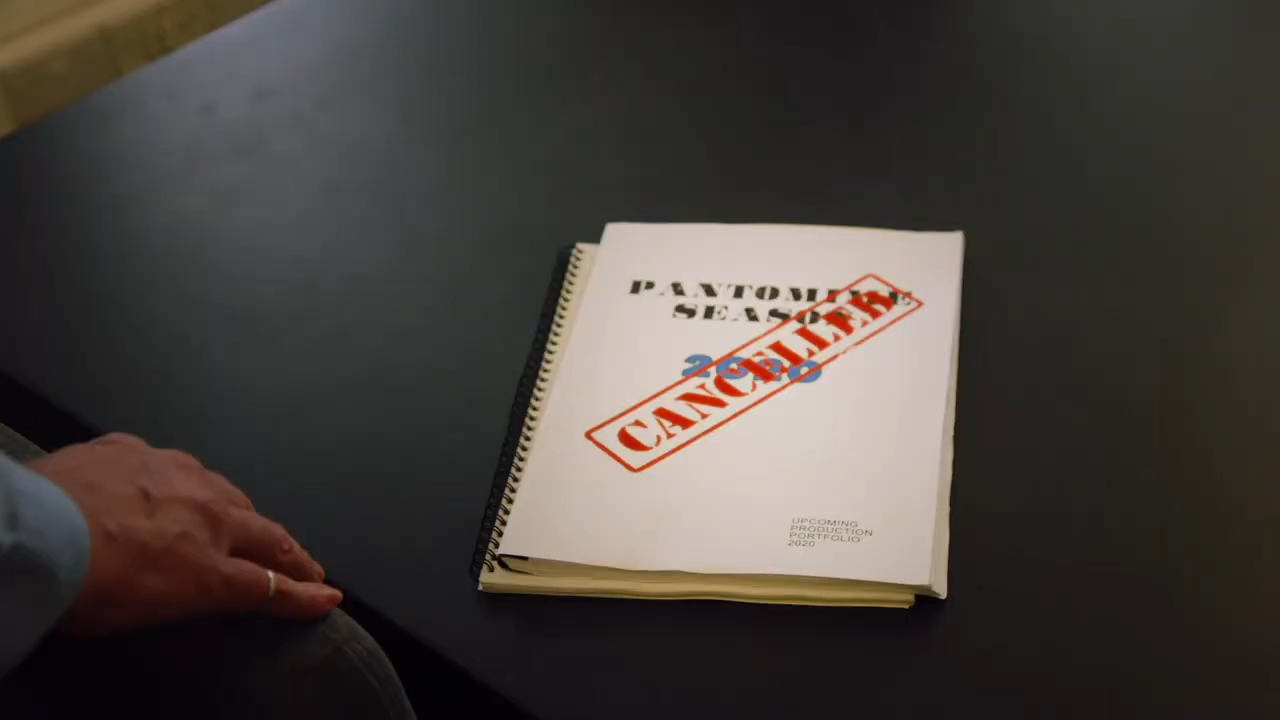 PANTOMIME
SEASON
2020
CANCELLED
UPCOMING
PRODUCTION
PORTFOLIO
2020